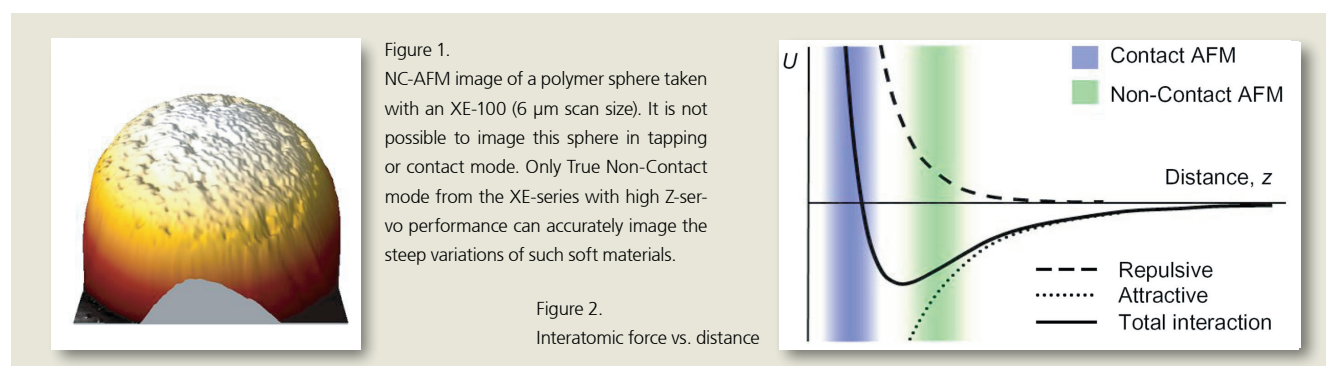 Figure 1.
NC-AFM image of a polymer sphere taken
with an XE-100 (6 µm scan size). It is not
possible to image this sphere in tapping
or contact mode. Only True Non-Contact
mode from the XE-series with high Z-ser-
vo performance can accurately image the
steep variations of such soft materials.
Figure 2.
Interatomic force vs. distance
U
Contact AFM
Non-Contact AFM
Distance, z
Repulsive
Attractive
Total interaction